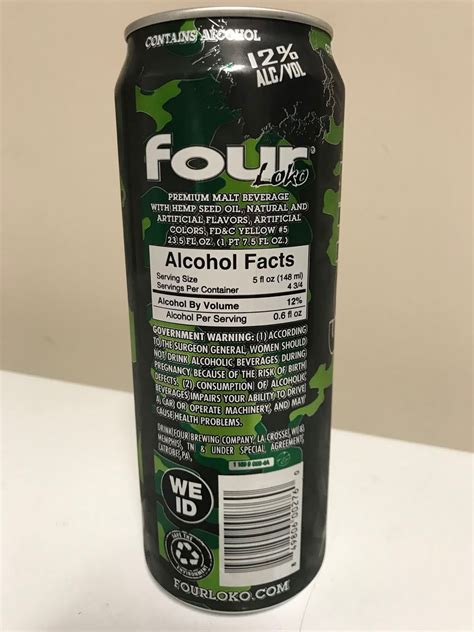 CONTAINS ALCOHOL
12%
ALC/VOL
four
Loko
PREMIUM MALT BEVERAGE
WITH HEMP SEED OIL, NATURAL AND
ARTIFICIAL FLAVORS, ARTIFICIAL
COLORS, FD&C YELLOW #5
23.5 FL. OZ. (1 PT 7.5 FL. OZ.)
Alcohol Facts
Serving Size 5 fl oz (148 ml)
Servings Per Container 4 3/4
Alcohol By Volume 12%
Alcohol Per Serving 0.6 fl oz
GOVERNMENT WARNING: (1) ACCORDING
TO THE SURGEON GENERAL, WOMEN SHOULD
NOT DRINK ALCOHOLIC BEVERAGES DURING
PREGNANCY BECAUSE OF THE RISK OF BIRTH
DEFECTS. (2) CONSUMPTION OF ALCOHOLIC
BEVERAGES IMPAIRS YOUR ABILITY TO DRIVE
A CAR OR OPERATE MACHINERY, AND MAY
CAUSE HEALTH PROBLEMS.
DRINKFOUR BREWING COMPANY, LA CROSSE, WI &
MEMPHIS, TN & UNDER SPECIAL AGREEMENT,
LATROBE, PA.
WE
ID
SAVE THE
ENVIRONMENT
FOURLOKO.COM